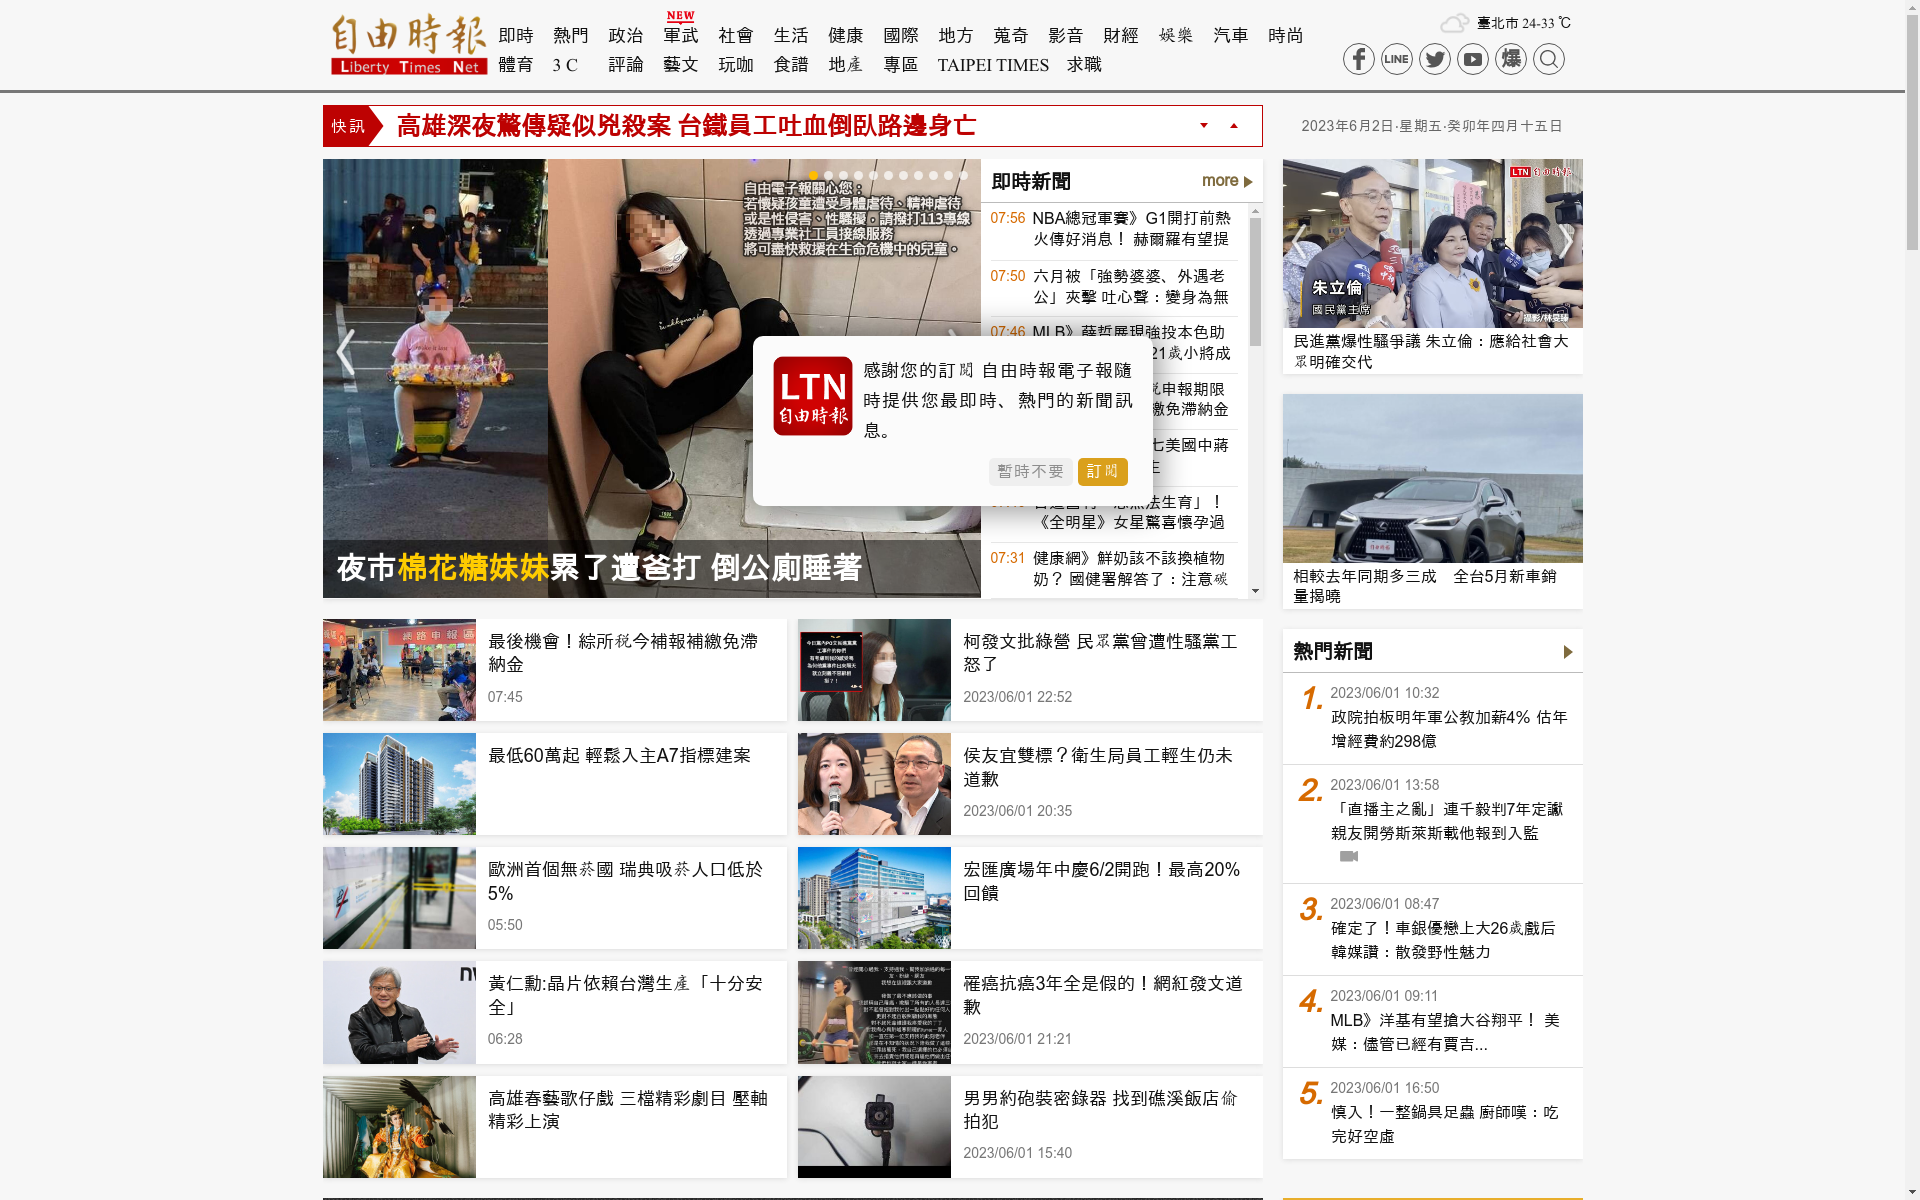 自由時報
Liberty Times Net
即時 熱門 政治 軍武 社會 生活 健康 國際 地方 蒐奇 影音 財經 娛樂 汽車 時尚
NEW
體育 3 C 評論 藝文 玩咖 食譜 地產 專區 TAIPEI TIMES 求職
臺北市 24-33 ℃
LINE 爆
快訊
高雄深夜驚傳疑似兇殺案 台鐵員工吐血倒臥路邊身亡
2023年6月2日‧星期五‧癸卯年四月十五日
自由電子報關心您：
若懷疑孩童遭受身體虐待、精神虐待
或是性侵害、性騷擾，請撥打113專線
透過專業社工員接線服務
將可盡快救援在生命危機中的兒童。
夜市棉花糖妹妹累了遭爸打 倒公廁睡著
即時新聞
more
07:56 NBA總冠軍賽》G1開打前熱
火傳好消息！ 赫爾羅有望提
07:50 六月被「強勢婆婆、外遇老
公」夾擊 吐心聲：變身為無
07:46 MLB》薩哲展現強投本色助
21歲小將成
申報期限
繳免滯納金
七美國中蔣
法生育」！
《全明星》女星驚喜懷孕過
07:31 健康網》鮮奶該不該換植物
奶？ 國健署解答了：注意碳
LTN
自由時報
感謝您的訂閱 自由時報電子報隨
時提供您最即時、熱門的新聞訊
息。
暫時不要
訂閱
LTN 自由時報
朱立倫
國民黨主席
民進黨爆性騷爭議 朱立倫：應給社會大
眾明確交代
相較去年同期多三成　全台5月新車銷
量揭曉
最後機會！綜所稅今補報補繳免滯
納金
07:45
柯發文批綠營 民眾黨曾遭性騷黨工
怒了
2023/06/01 22:52
最低60萬起 輕鬆入主A7指標建案
侯友宜雙標？衛生局員工輕生仍未
道歉
2023/06/01 20:35
歐洲首個無菸國 瑞典吸菸人口低於
5%
05:50
宏匯廣場年中慶6/2開跑！最高20%
回饋
黃仁勳:晶片依賴台灣生產「十分安
全」
06:28
罹癌抗癌3年全是假的！網紅發文道
歉
2023/06/01 21:21
高雄春藝歌仔戲 三檔精彩劇目 壓軸
精彩上演
男男約砲裝密錄器 找到礁溪飯店偷
拍犯
2023/06/01 15:40
熱門新聞
1. 2023/06/01 10:32
政院拍板明年軍公教加薪4% 估年
增經費約298億
2. 2023/06/01 13:58
「直播主之亂」連千毅判7年定讞
親友開勞斯萊斯載他報到入監
3. 2023/06/01 08:47
確定了！車銀優戀上大26歲戲后
韓媒讚：散發野性魅力
4. 2023/06/01 09:11
MLB》洋基有望搶大谷翔平！ 美
媒：儘管已經有賈吉...
5. 2023/06/01 16:50
慎入！一整鍋具足蟲 廚師嘆：吃
完好空虛